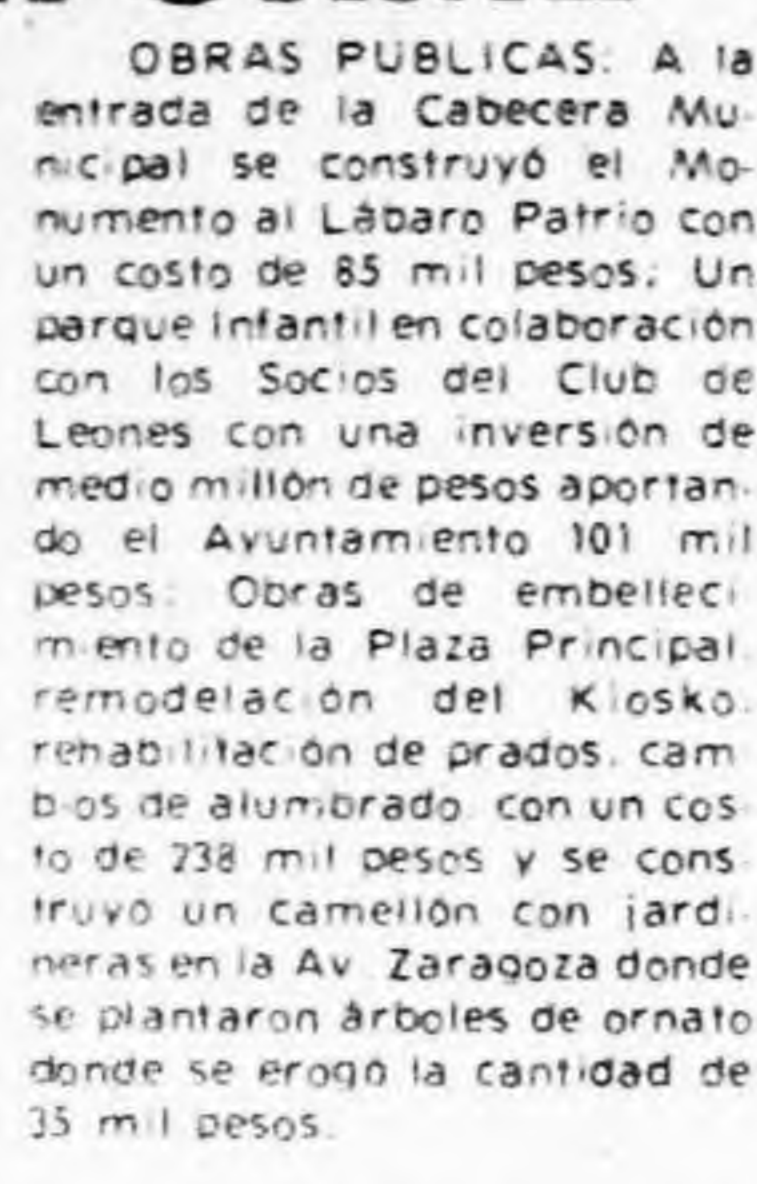 OBRAS PUBLICAS: A la
entrada de la Cabecera Mu-
nicipal se construyó el Mo-
numento al Lábaro Patrio con
un costo de 85 mil pesos; Un
parque Infantil en colaboración
con los Socios del Club de
Leones con una inversión de
medio millón de pesos aportan-
do el Ayuntamiento 101 mil
pesos; Obras de embelleci
miento de la Plaza Principal,
remodelación del Kiosko,
rehabilitación de prados, cam
bios de alumbrado, con un cos-
to de 238 mil pesos y se cons-
truyó un camellón con jardi-
neras en la Av. Zaragoza donde
se plantaron árboles de ornato
donde se erogó la cantidad de
35 mil pesos.